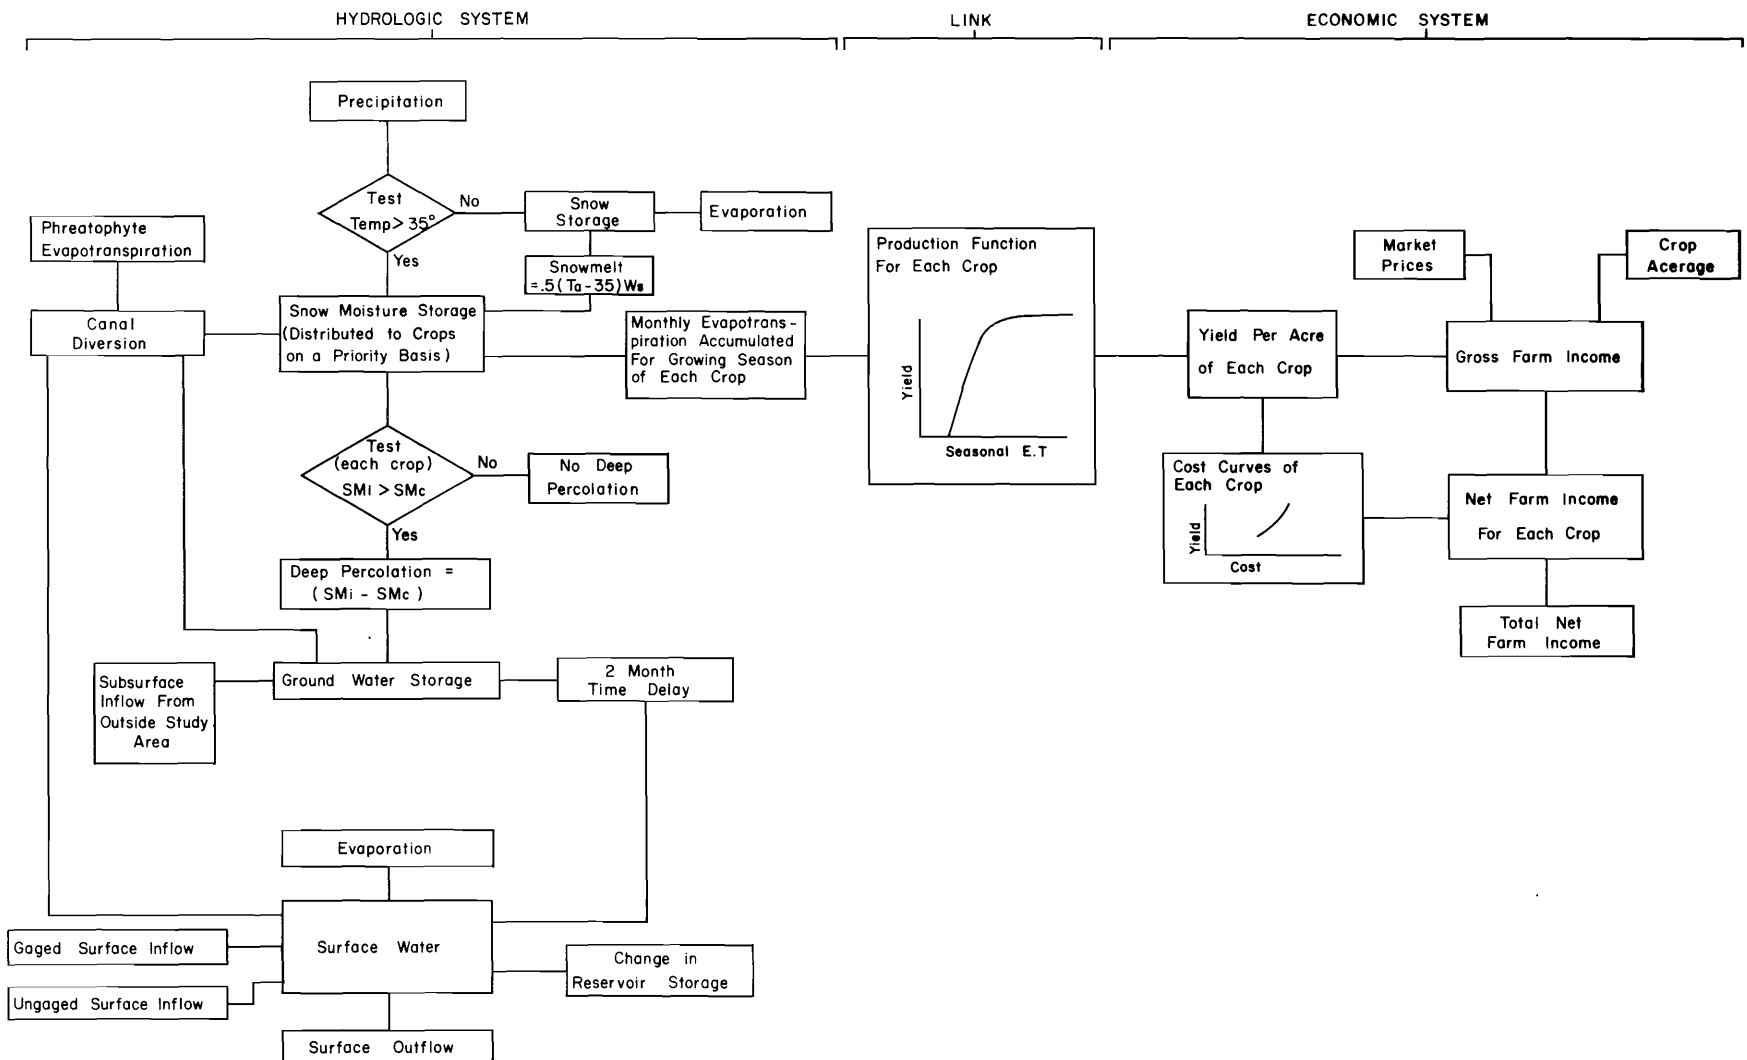 HYDROLOGIC SYSTEM
LINK
ECONOMIC SYSTEM
Precipitation
Test
Temp > 35°
No
Yes
Snow
Storage
Evaporation
Snowmelt
=.5(Ta-35)Ws
Phreatophyte
Evapotranspiration
Canal
Diversion
Snow Moisture Storage
(Distributed to Crops
on a Priority Basis)
Monthly Evapotrans-
piration Accumulated
For Growing Season
of Each Crop
Test
(each crop)
SMi > SMc
No
Yes
No Deep
Percolation
Deep Percolation =
(SMi - SMc)
Ground Water Storage
Subsurface
Inflow From
Outside Study
Area
2 Month
Time Delay
Evaporation
Surface Water
Gaged Surface Inflow
Ungaged Surface Inflow
Change in
Reservoir Storage
Surface Outflow
Production Function
For Each Crop
Yield
Seasonal E.T
Market
Prices
Crop
Acerage
Yield Per Acre
of Each Crop
Gross Farm Income
Cost Curves of
Each Crop
Yield
Cost
Net Farm Income
For Each Crop
Total Net
Farm Income